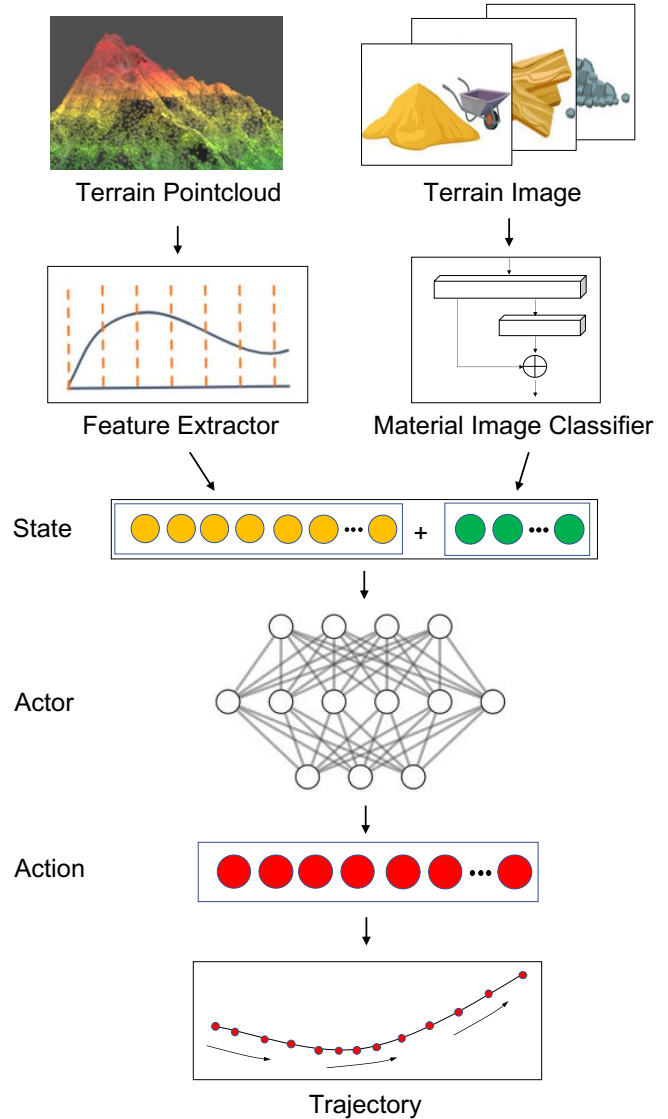 Terrain Pointcloud
Terrain Image
Feature Extractor
Material Image Classifier
State
+
Actor
Action
Trajectory